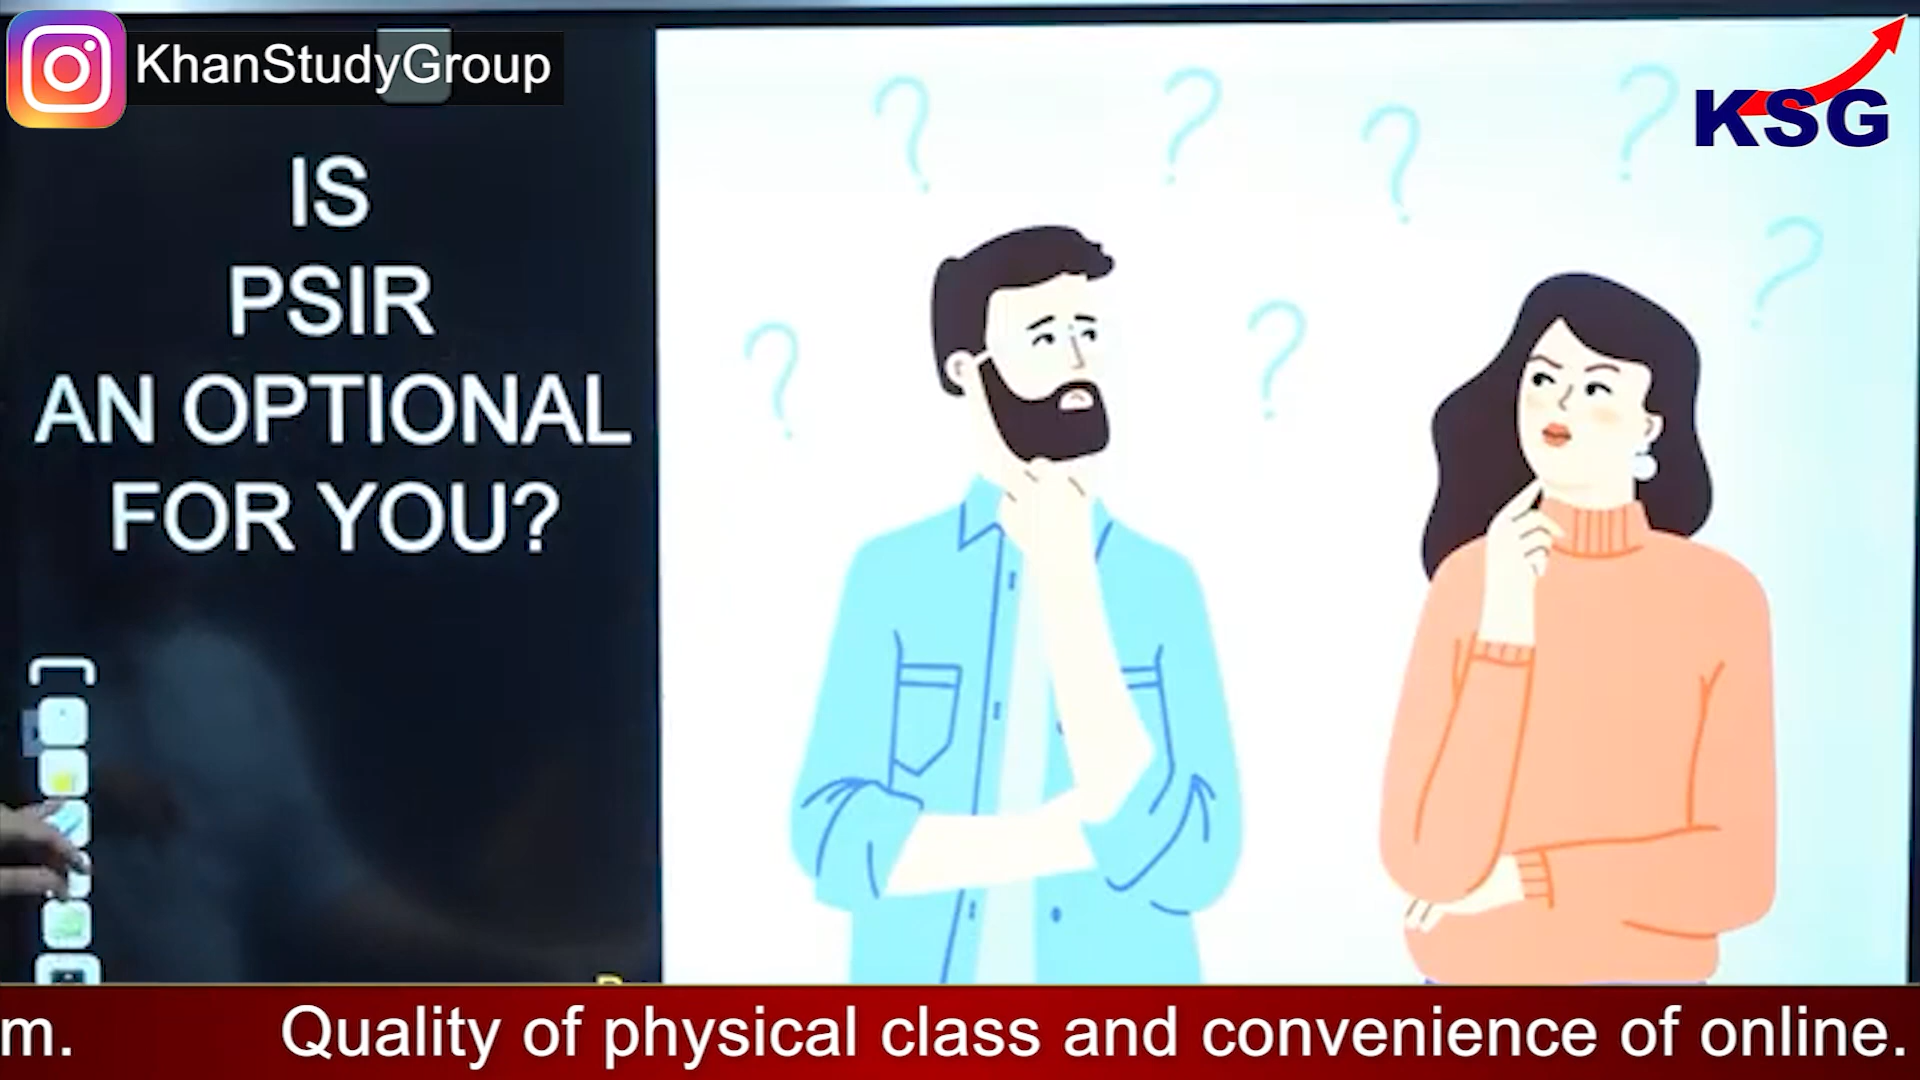 KhanStudyGroup
KSG
IS
PSIR
AN OPTIONAL
FOR YOU?
m. Quality of physical class and convenience of online.